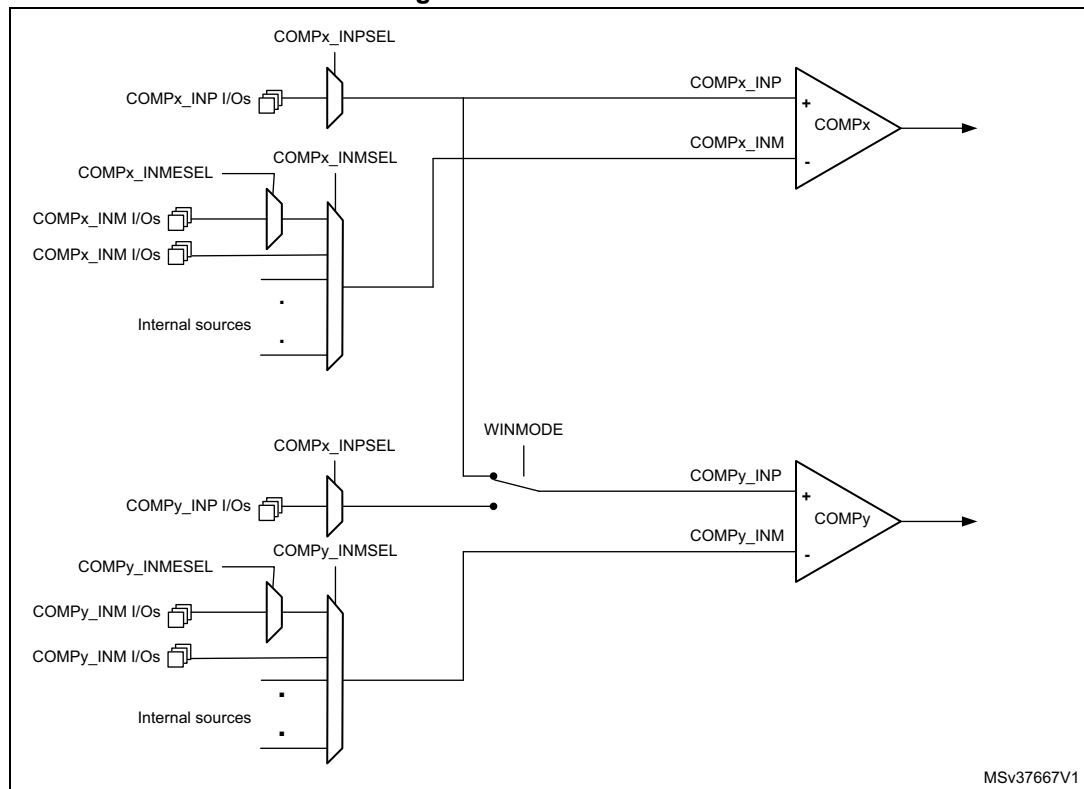 COMPx_INPSEL
COMPx_INP I/Os
COMPx_INP
+
COMPx
COMPx_INM
-
COMPx_INMSEL
COMPx_INMESEL
COMPx_INM I/Os
COMPx_INM I/Os
Internal sources
WINMODE
COMPx_INPSEL
COMPy_INP I/Os
COMPy_INP
+
COMPy
COMPy_INM
-
COMPy_INMSEL
COMPy_INMESEL
COMPy_INM I/Os
COMPy_INM I/Os
Internal sources
MSv37667V1